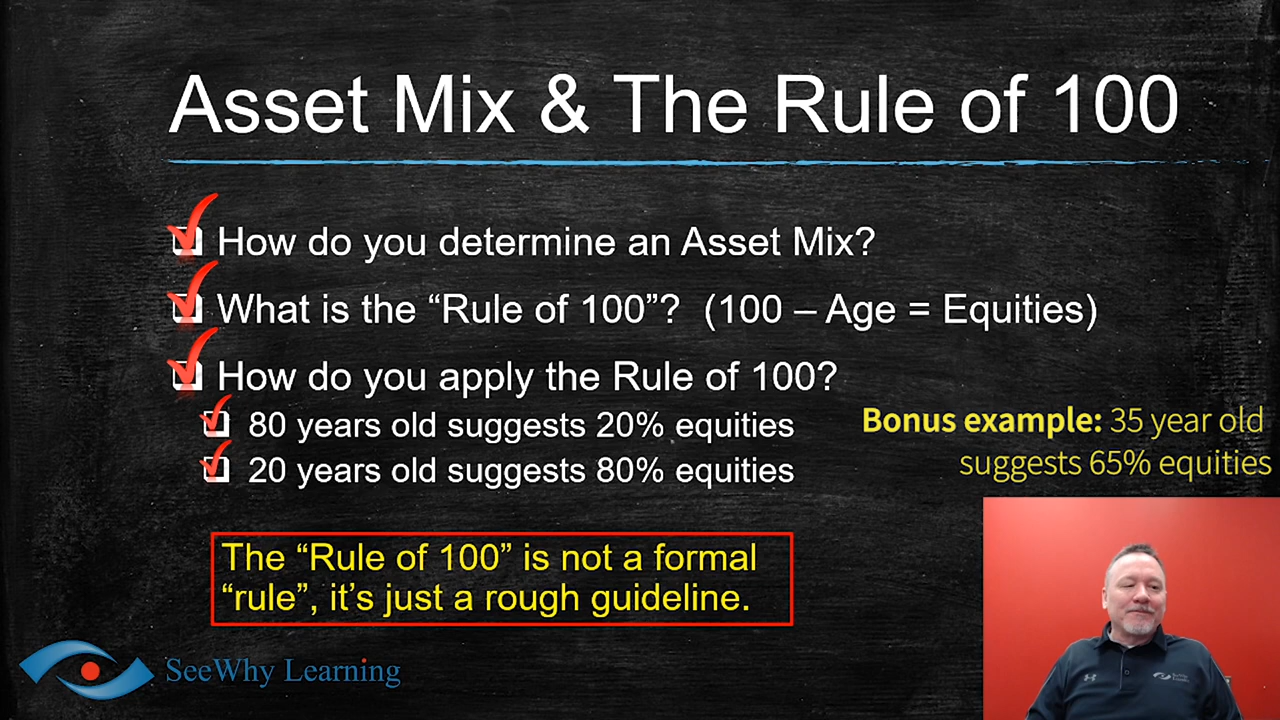 Asset Mix & The Rule of 100
How do you determine an Asset Mix?
What is the “Rule of 100”? (100 – Age = Equities)
How do you apply the Rule of 100?
80 years old suggests 20% equities
20 years old suggests 80% equities
Bonus example: 35 year old
suggests 65% equities
The “Rule of 100” is not a formal
“rule”, it’s just a rough guideline.
SeeWhy Learning